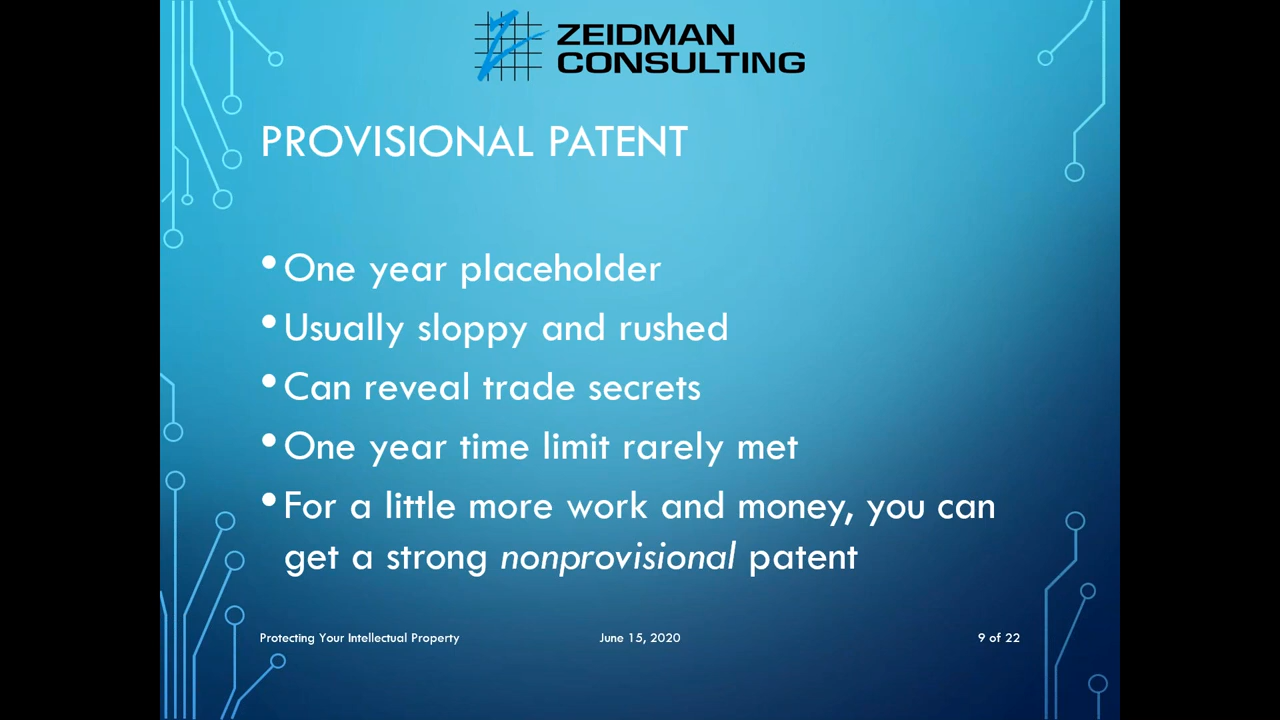 ZEIDMAN
CONSULTING
PROVISIONAL PATENT
• One year placeholder
• Usually sloppy and rushed
• Can reveal trade secrets
• One year time limit rarely met
• For a little more work and money, you can
get a strong nonprovisional patent
Protecting Your Intellectual Property
June 15, 2020
9 of 22